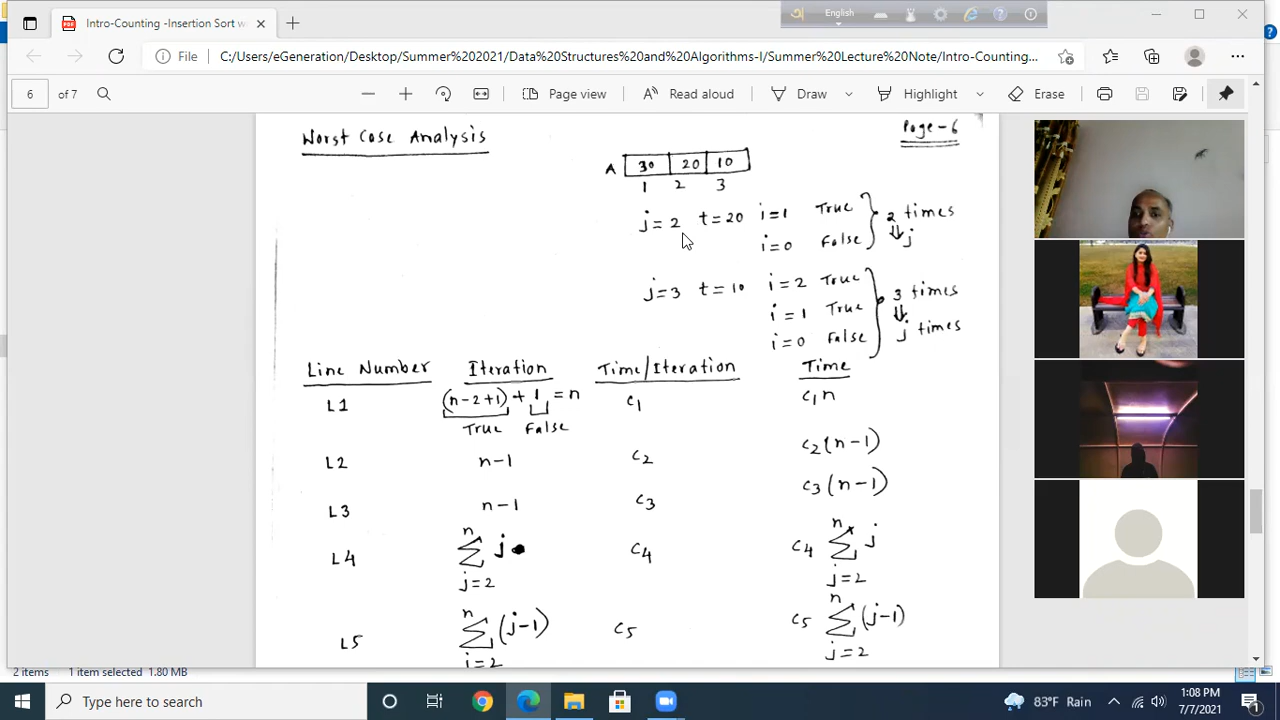 Intro-Counting -Insertion Sort w
English
File
C:/Users/eGeneration/Desktop/Summer%202021/Data%20Structures%20and%20Algorithms-I/Summer%20Lecture%20Note/Intro-Counting...
6 of 7
Page view
Read aloud
Draw
Highlight
Erase
Worst Case Analysis
Page-6
A 30 20 10
1 2 3
j=2 t=20 i=1 True
i=0 False
2 times
⇓ j
j=3 t=10 i=2 True
i=1 True
i=0 False
3 times
⇓ j times
Line Number Iteration Time/Iteration Time
L1 (n-2+1) + 1 = n c₁ c₁n
True False
L2 n-1 c₂ c₂(n-1)
L3 n-1 c₃ c₃(n-1)
L4 n∑j=2 j c₄ c₄ n∑j=2 j
L5 n∑j=2 (j-1) c₅ c₅ n∑j=2 (j-1)
2 items 1 item selected 1.80 MB
Type here to search
83°F Rain
1:08 PM
7/7/2021